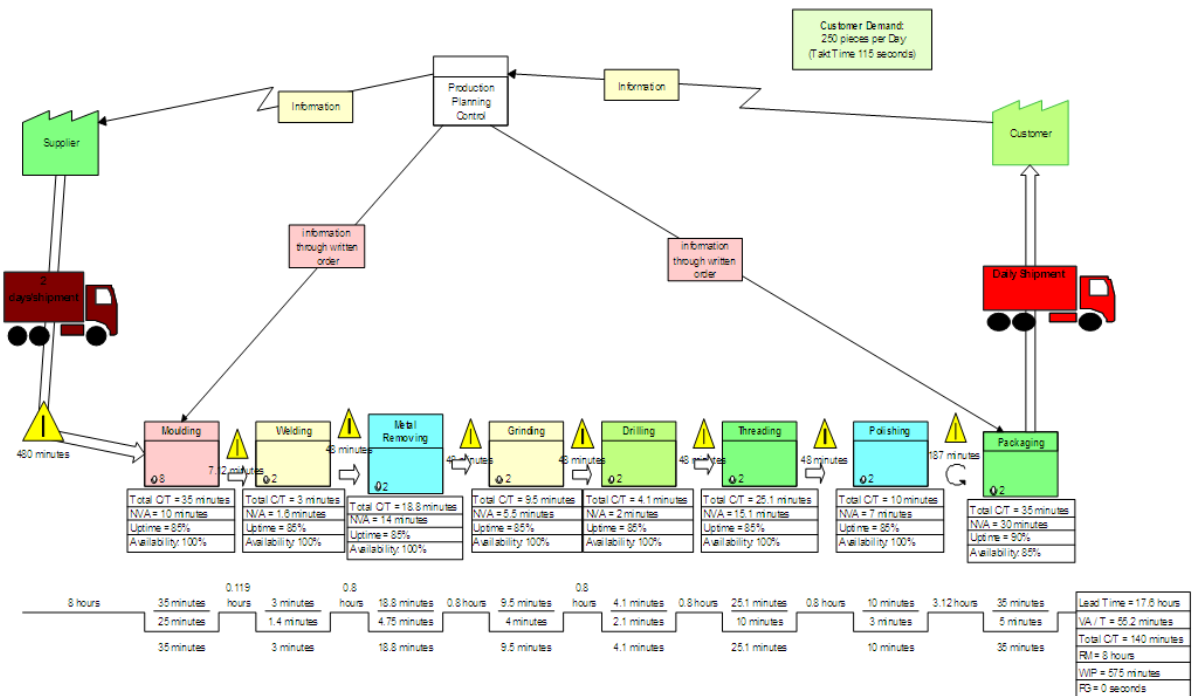 Customer Demand:
250 pieces per Day
(Takt Time 115 seconds)
Production
Planning
Control
Information
Information
Supplier
Customer
information
through written
order
information
through written
order
2
days/shipment
Daily Shipment
480 minutes
Moulding
8
7.12 minutes
Welding
2
48 minutes
Metal
Removing
2
48 minutes
Grinding
2
48 minutes
Drilling
2
48 minutes
Threading
2
48 minutes
Polishing
2
187 minutes
Packaging
2
Total C/T = 35 minutes
NVA = 10 minutes
Uptime = 85%
Availability: 100%
Total C/T = 3 minutes
NVA = 1.6 minutes
Uptime = 85%
Availability: 100%
Total C/T = 18.8 minutes
NVA = 14 minutes
Uptime = 85%
Availability: 100%
Total C/T = 9.5 minutes
NVA = 5.5 minutes
Uptime = 85%
Availability: 100%
Total C/T = 4.1 minutes
NVA = 2 minutes
Uptime = 85%
Availability: 100%
Total C/T = 25.1 minutes
NVA = 15.1 minutes
Uptime = 85%
Availability: 100%
Total C/T = 10 minutes
NVA = 7 minutes
Uptime = 85%
Availability: 100%
Total C/T = 35 minutes
NVA = 30 minutes
Uptime = 90%
Availability: 85%
8 hours
35 minutes
25 minutes
35 minutes
0.119
hours
3 minutes
1.4 minutes
3 minutes
0.8
hours
18.8 minutes
4.75 minutes
18.8 minutes
0.8 hours
9.5 minutes
4 minutes
9.5 minutes
0.8
hours
4.1 minutes
2.1 minutes
4.1 minutes
0.8 hours
25.1 minutes
10 minutes
25.1 minutes
0.8 hours
10 minutes
3 minutes
10 minutes
3.12 hours
35 minutes
5 minutes
35 minutes
Lead Time = 17.6 hours
VA / T = 55.2 minutes
Total C/T = 140 minutes
RM = 8 hours
WIP = 575 minutes
FG = 0 seconds